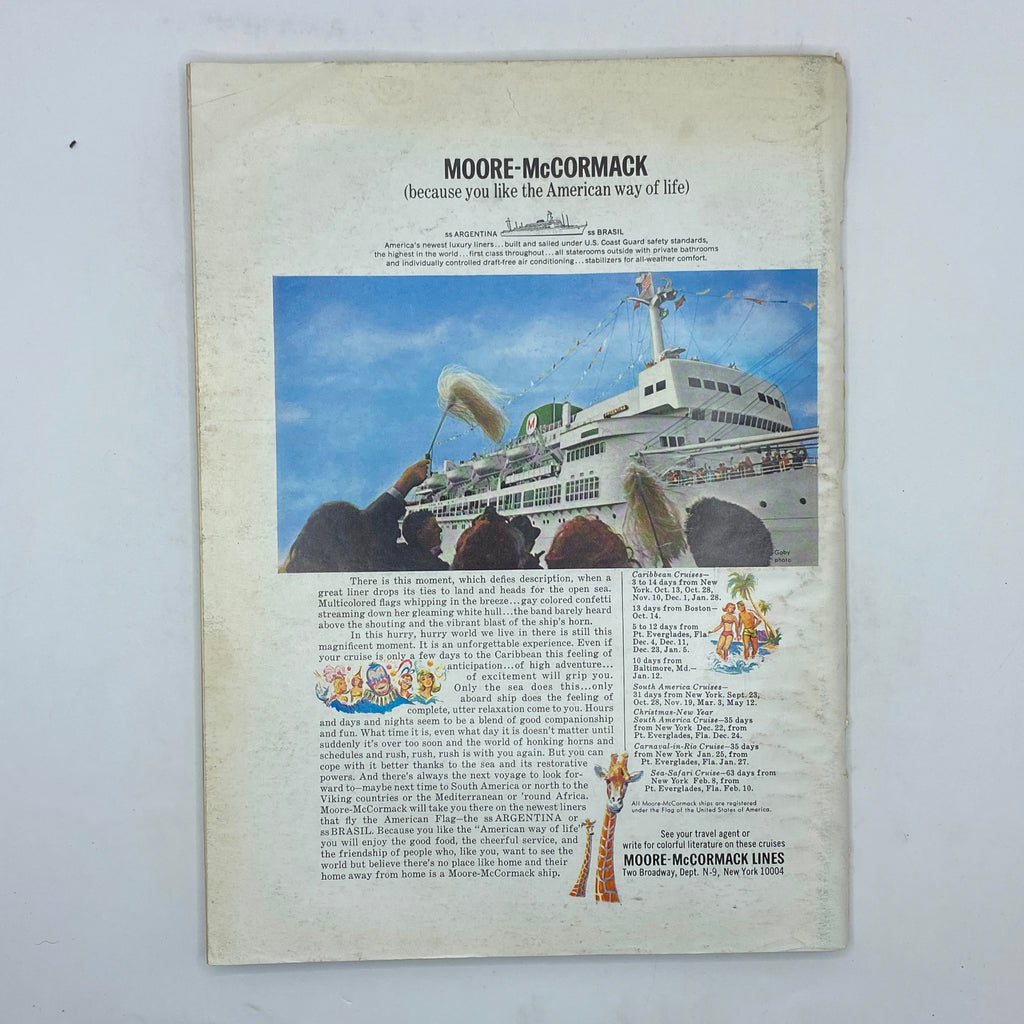 MOORE-McCORMACK
(because you like the American way of life)
ss ARGENTINA ss BRASIL
America's newest luxury liners...built and sailed under U.S. Coast Guard safety standards,
the highest in the world...first class throughout...all staterooms outside with private bathrooms
and individually controlled draft-free air conditioning...stabilizers for all-weather comfort.
M
ARGENTINA
Gaby
photo
There is this moment, which defies description, when a
great liner drops its ties to land and heads for the open sea.
Multicolored flags whipping in the breeze...gay colored confetti
streaming down her gleaming white hull...the band barely heard
above the shouting and the vibrant blast of the ship's horn.
In this hurry, hurry world we live in there is still this
magnificent moment. It is an unforgettable experience. Even if
your cruise is only a few days to the Caribbean this feeling of
anticipation...of high adventure...
of excitement will grip you.
Only the sea does this...only
aboard ship does the feeling of
complete, utter relaxation come to you. Hours
and days and nights seem to be a blend of good companionship
and fun. What time it is, even what day it is doesn't matter until
suddenly it's over too soon and the world of honking horns and
schedules and rush, rush, rush is with you again. But you can
cope with it better thanks to the sea and its restorative
powers. And there's always the next voyage to look for-
ward to—maybe next time to South America or north to the
Viking countries or the Mediterranean or 'round Africa.
Moore-McCormack will take you there on the newest liners
that fly the American Flag—the ss ARGENTINA or
ss BRASIL. Because you like the "American way of life"
you will enjoy the good food, the cheerful service, and
the friendship of people who, like you, want to see the
world but believe there's no place like home and their
home away from home is a Moore-McCormack ship.
Caribbean Cruises—
3 to 14 days from New
York. Oct. 13, Oct. 28,
Nov. 10, Dec. 1, Jan. 28.
13 days from Boston—
Oct. 14.
5 to 12 days from
Pt. Everglades, Fla.
Dec. 4, Dec. 11,
Dec. 23, Jan. 5.
10 days from
Baltimore, Md.—
Jan. 12.
South America Cruises—
31 days from New York. Sept. 23,
Oct. 28, Nov. 19, Mar. 3, May 12.
Christmas-New Year
South America Cruise—35 days
from New York Dec. 22, from
Pt. Everglades, Fla. Dec. 24.
Carnaval-in-Rio Cruise—35 days
from New York Jan. 25, from
Pt. Everglades, Fla. Jan. 27.
Sea-Safari Cruise—63 days from
New York Feb. 8, from
Pt. Everglades, Fla. Feb. 10.
All Moore-McCormack ships are registered
under the Flag of the United States of America.
See your travel agent or
write for colorful literature on these cruises
MOORE-McCORMACK LINES
Two Broadway, Dept. N-9, New York 10004